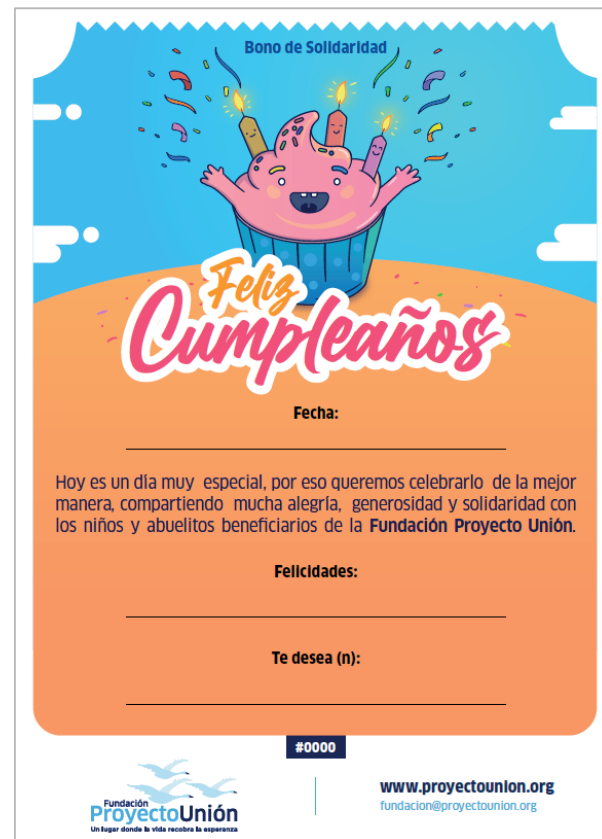 Bono de Solidaridad
Feliz
Cumpleaños
Fecha:
Hoy es un día muy especial, por eso queremos celebrarlo de la mejor
manera, compartiendo mucha alegría, generosidad y solidaridad con
los niños y abuelitos beneficiarios de la Fundación Proyecto Unión.
Felicidades:
Te desea (n):
#0000
Fundación
ProyectoUnión
Un lugar donde la vida recobra la esperanza
www.proyectounion.org
fundacion@proyectounion.org